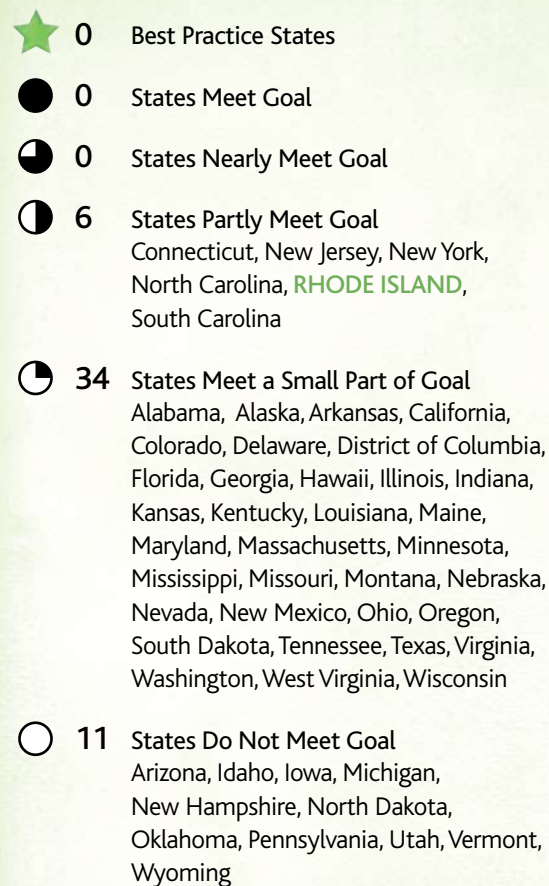 0 Best Practice States
0 States Meet Goal
0 States Nearly Meet Goal
6 States Partly Meet Goal
Connecticut, New Jersey, New York,
North Carolina, RHODE ISLAND,
South Carolina
34 States Meet a Small Part of Goal
Alabama, Alaska, Arkansas, California,
Colorado, Delaware, District of Columbia,
Florida, Georgia, Hawaii, Illinois, Indiana,
Kansas, Kentucky, Louisiana, Maine,
Maryland, Massachusetts, Minnesota,
Mississippi, Missouri, Montana, Nebraska,
Nevada, New Mexico, Ohio, Oregon,
South Dakota, Tennessee, Texas, Virginia,
Washington, West Virginia, Wisconsin
11 States Do Not Meet Goal
Arizona, Idaho, Iowa, Michigan,
New Hampshire, North Dakota,
Oklahoma, Pennsylvania, Utah, Vermont,
Wyoming